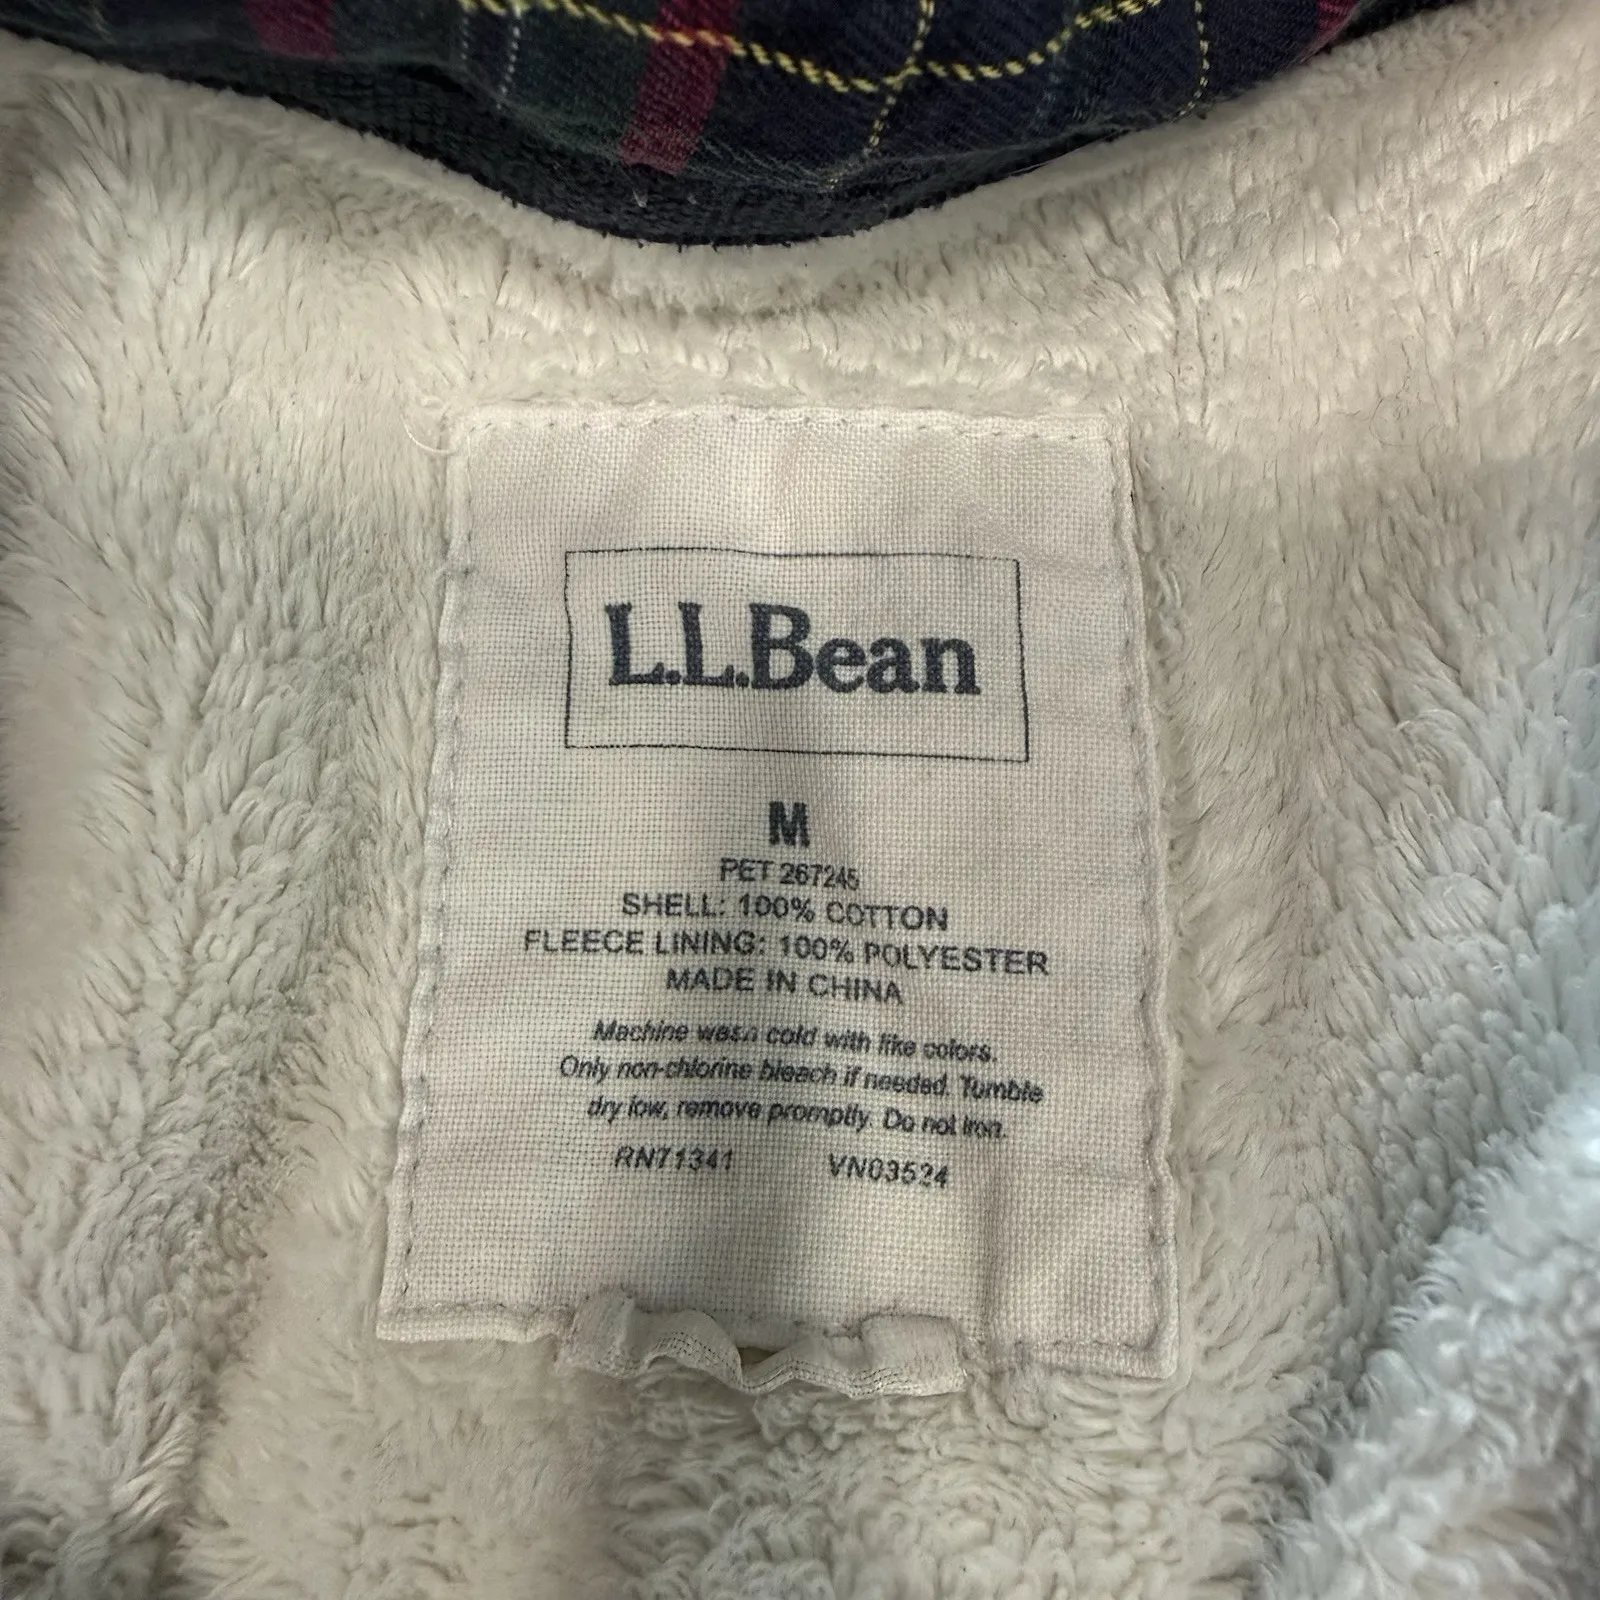 L.L.Bean
M
PET 267245
SHELL: 100% COTTON
FLEECE LINING: 100% POLYESTER
MADE IN CHINA
Machine wash cold with like colors.
Only non-chlorine bleach if needed. Tumble
dry low, remove promptly. Do not iron.
RN71341 VN03524